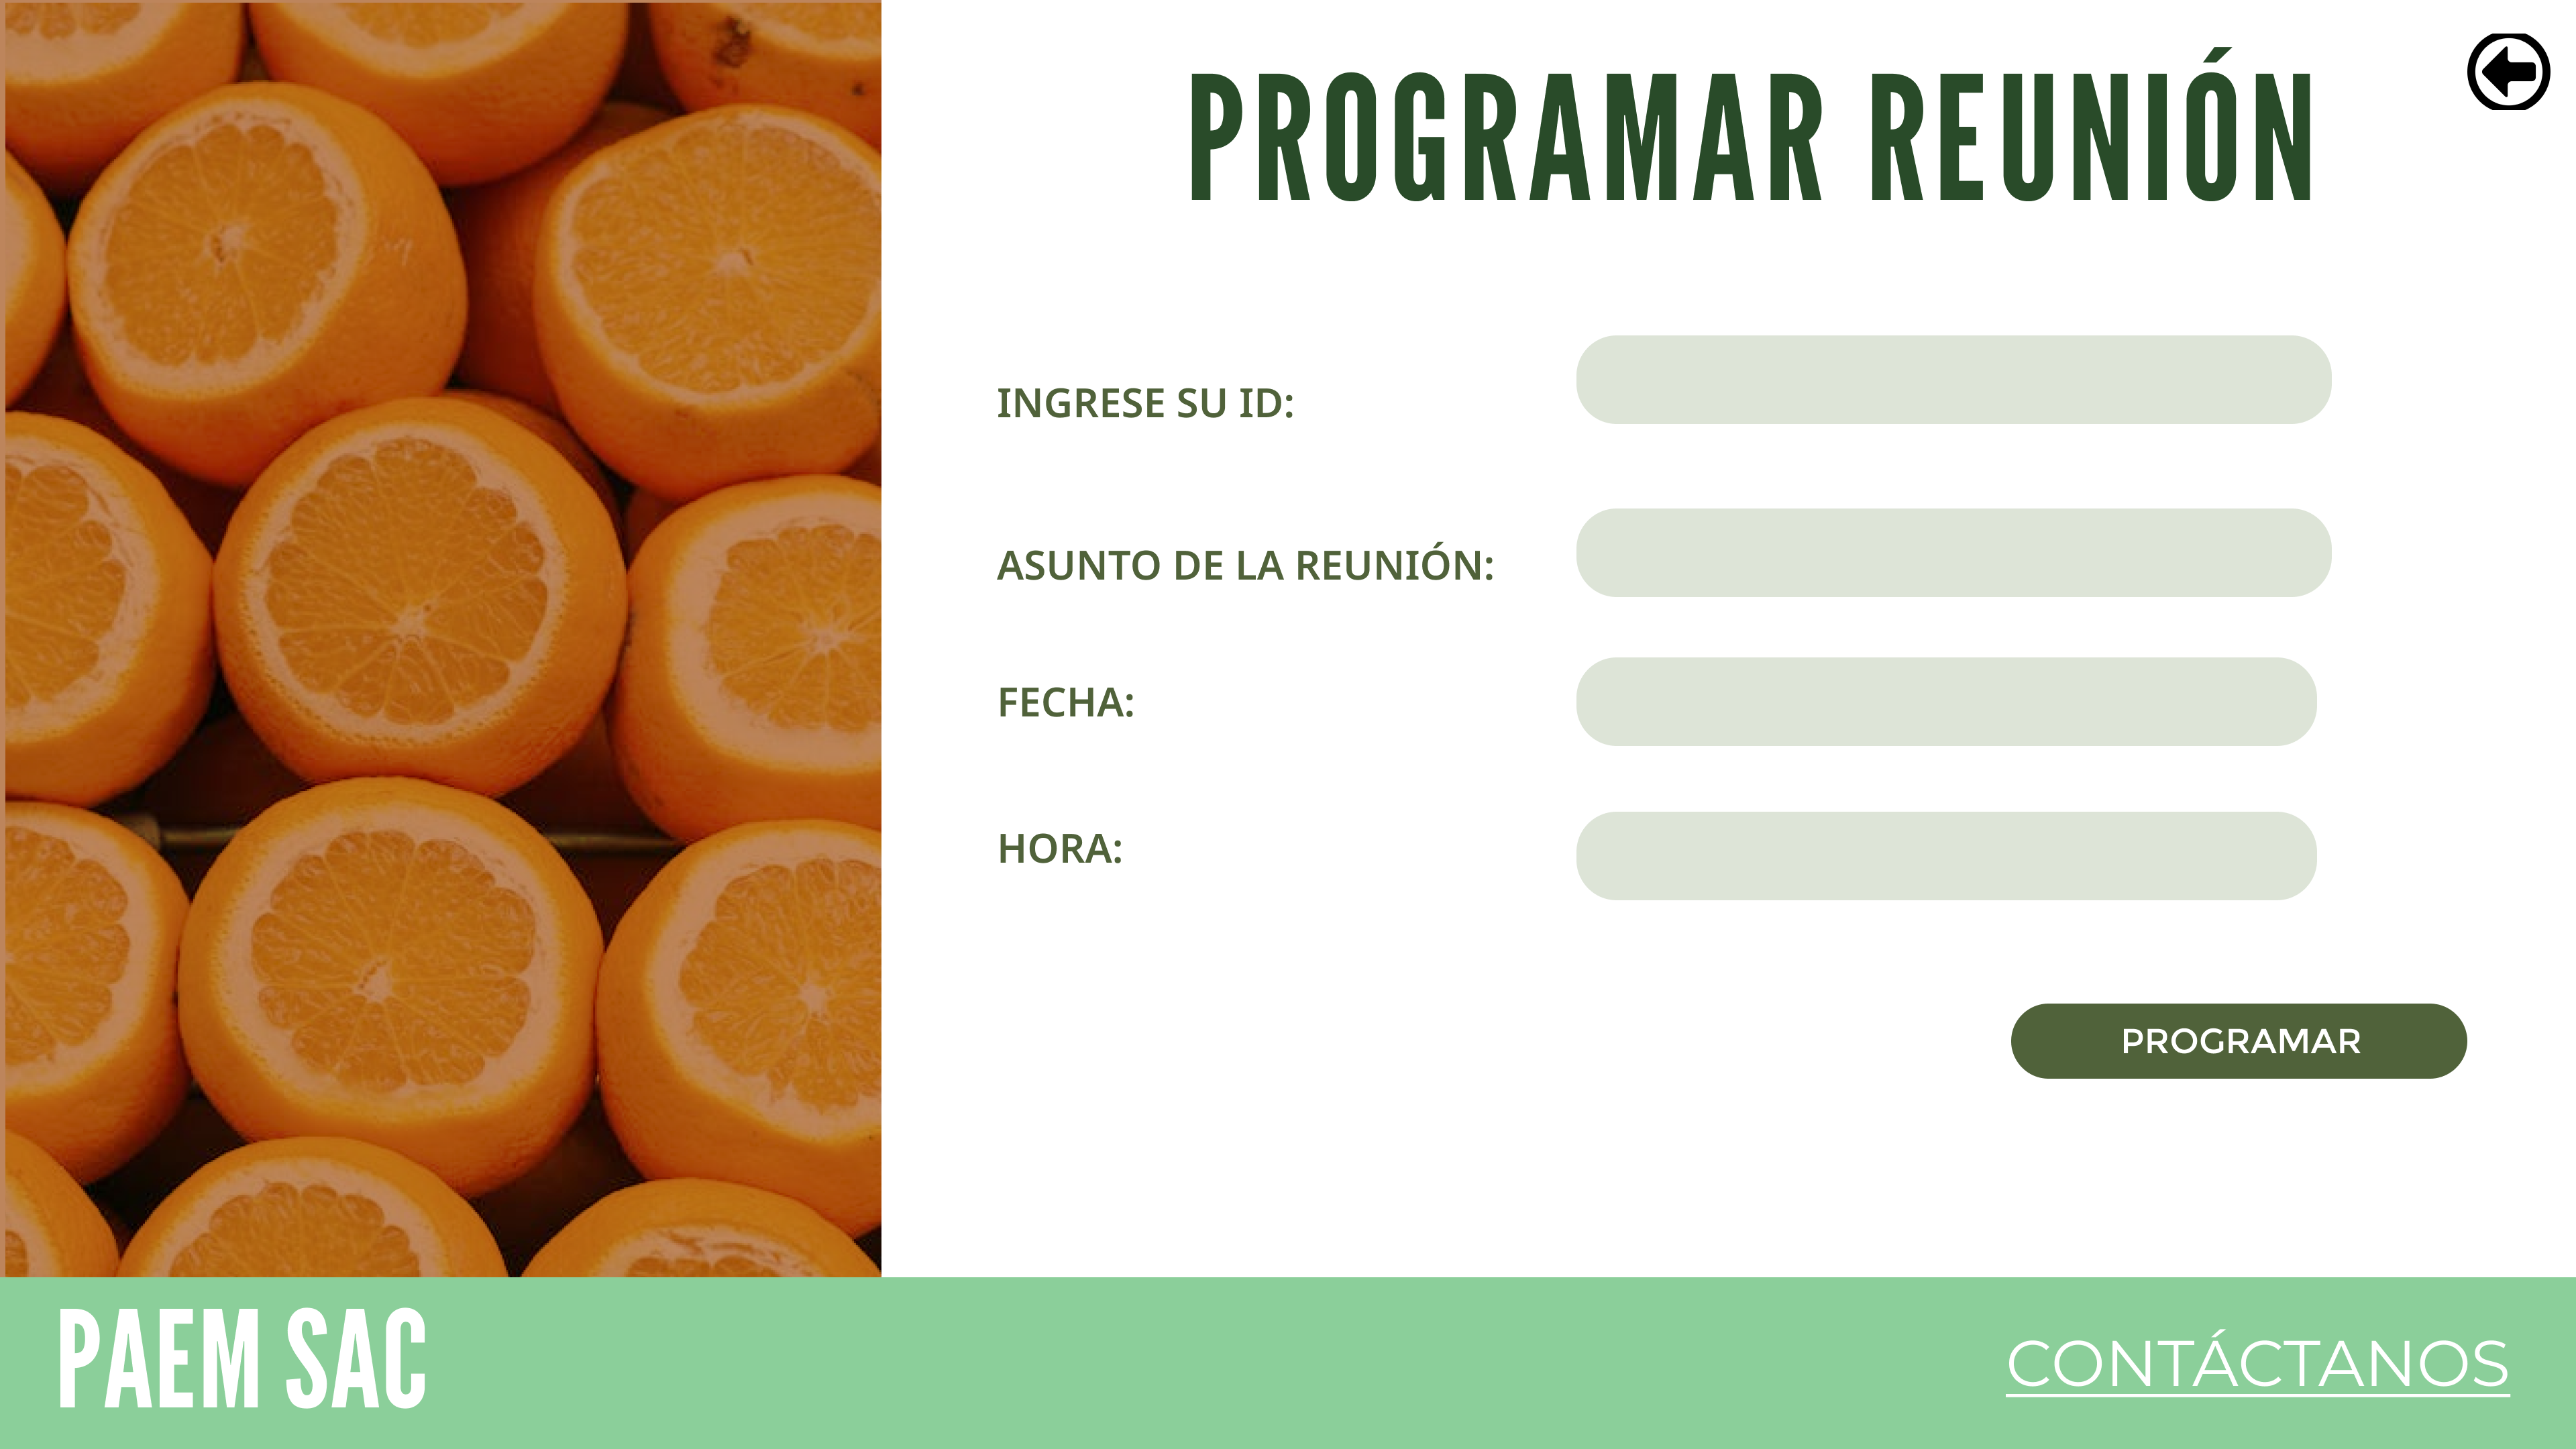 PROGRAMAR REUNIÓN
INGRESE SU ID:
ASUNTO DE LA REUNIÓN:
FECHA:
HORA:
PROGRAMAR
PAEM SAC
CONTÁCTANOS